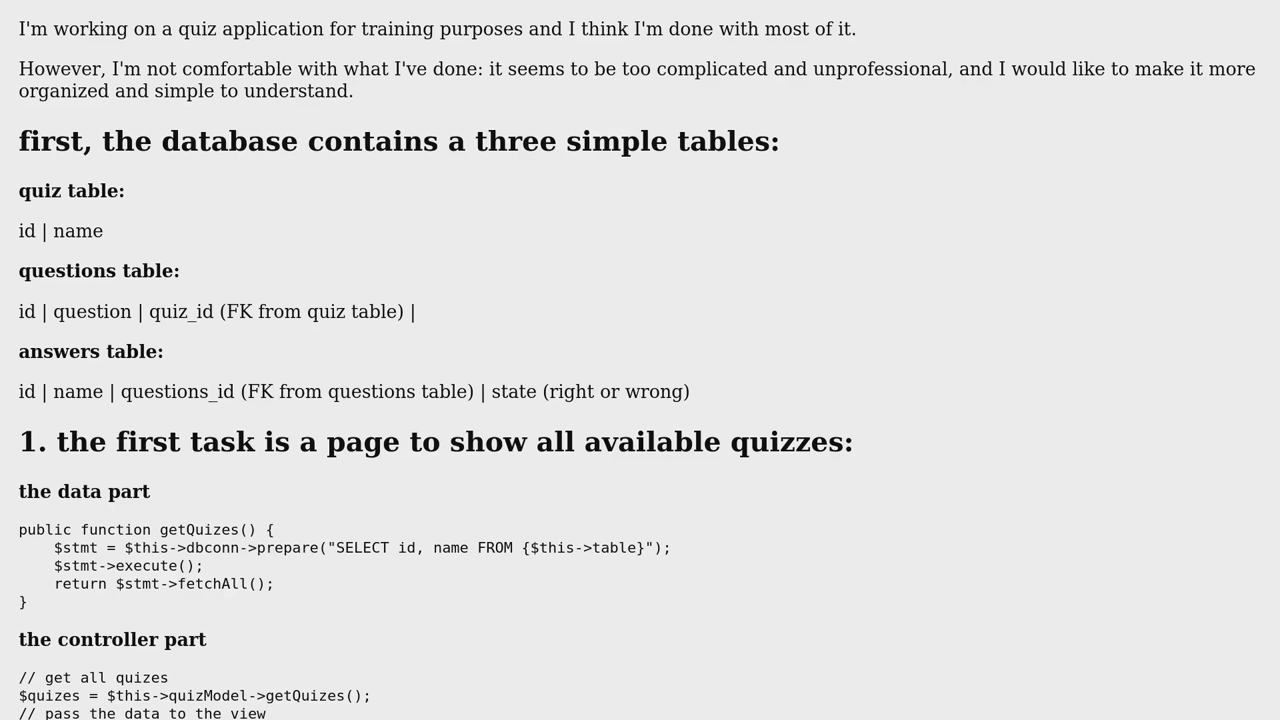 I'm working on a quiz application for training purposes and I think I'm done with most of it.
However, I'm not comfortable with what I've done: it seems to be too complicated and unprofessional, and I would like to make it more
organized and simple to understand.
first, the database contains a three simple tables:
quiz table:
id | name
questions table:
id | question | quiz_id (FK from quiz table) |
answers table:
id | name | questions_id (FK from questions table) | state (right or wrong)
1. the first task is a page to show all available quizzes:
the data part
public function getQuizes() {
    $stmt = $this->dbconn->prepare("SELECT id, name FROM {$this->table}");
    $stmt->execute();
    return $stmt->fetchAll();
}
the controller part
// get all quizes
$quizes = $this->quizModel->getQuizes();
// pass the data to the view